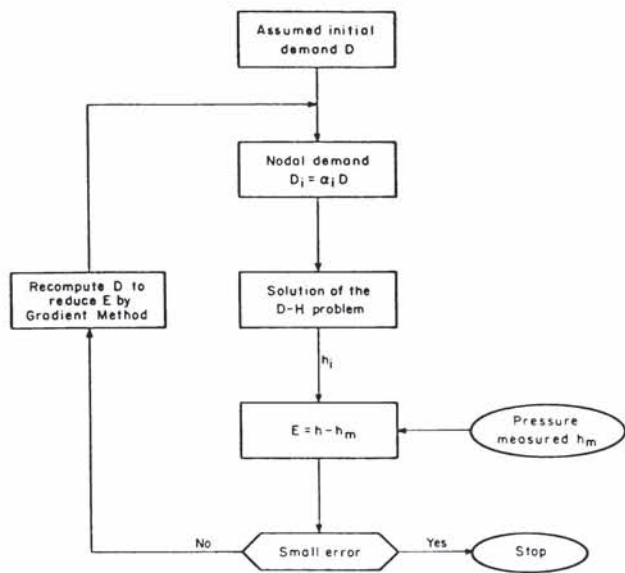 Assumed initial
demand D
Nodal demand
Dᵢ = αᵢ D
Recompute D to
reduce E by
Gradient Method
Solution of the
D-H problem
hᵢ
E = h - hₘ
Pressure
measured hₘ
No
Small error
Yes
Stop